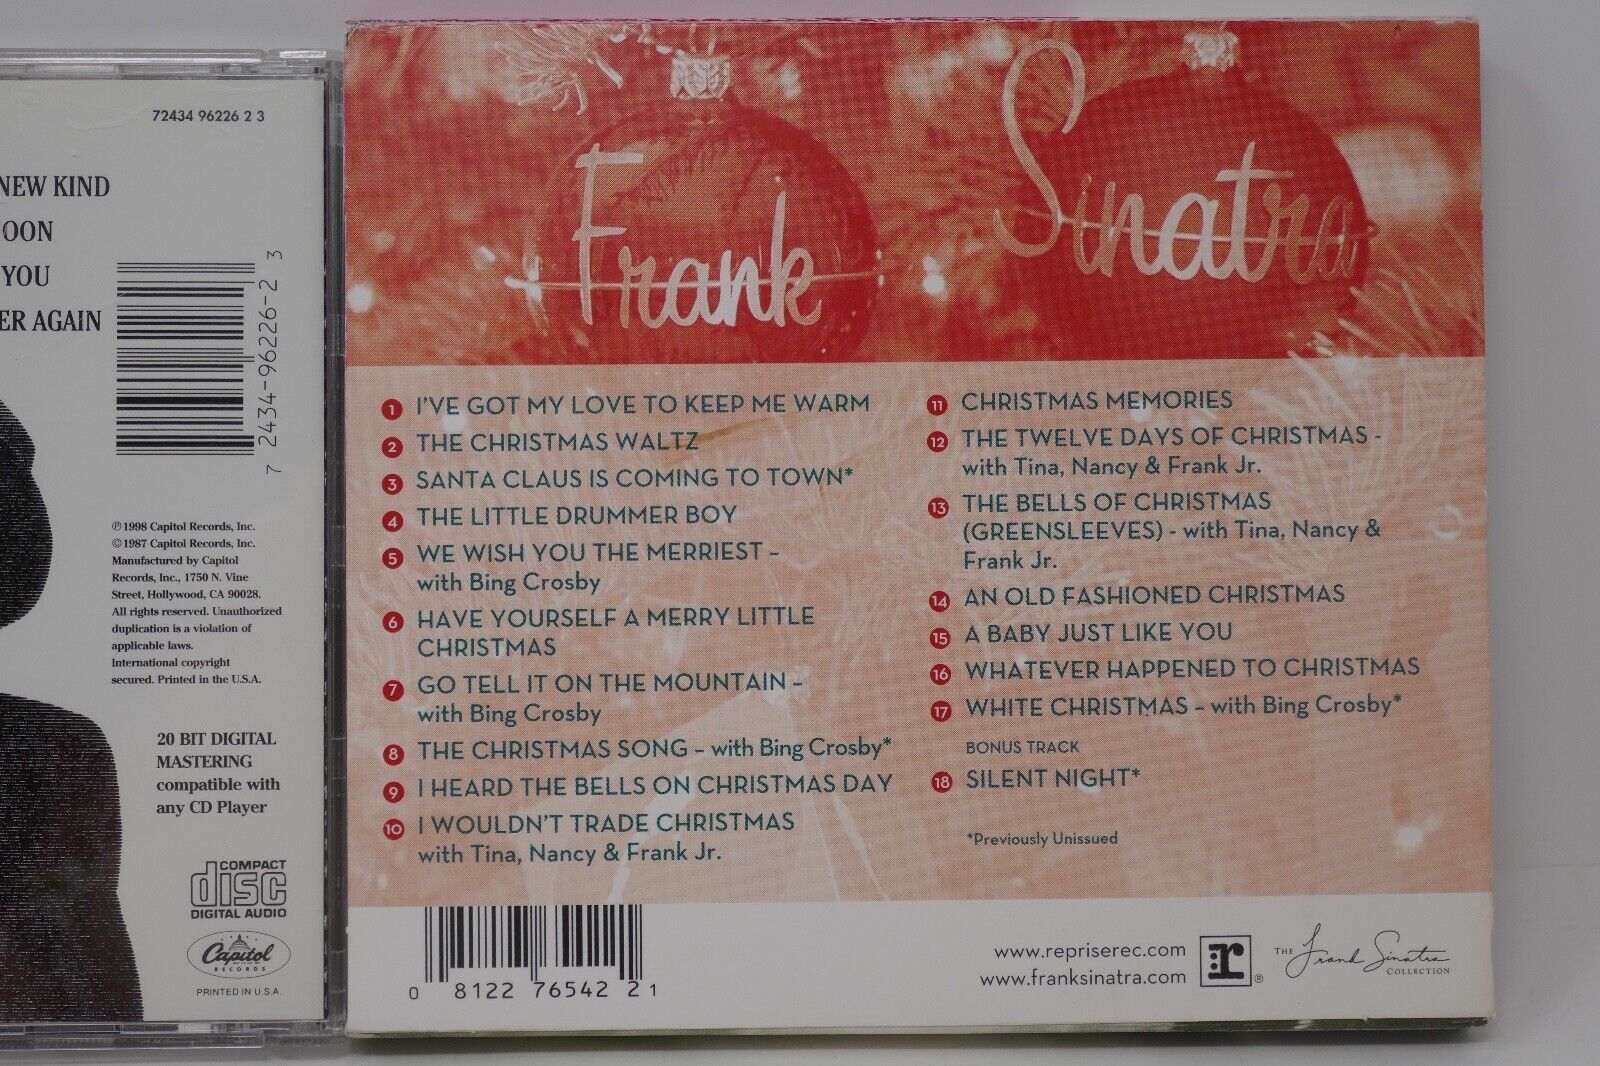 72434 96226 2 3
NEW KIND
OON
YOU
ER AGAIN
7 2434-96226-2 3
℗1998 Capitol Records, Inc.
©1987 Capitol Records, Inc.
Manufactured by Capitol
Records, Inc., 1750 N. Vine
Street, Hollywood, CA 90028.
All rights reserved. Unauthorized
duplication is a violation of
applicable laws.
International copyright
secured. Printed in the U.S.A.
20 BIT DIGITAL
MASTERING
compatible with
any CD Player
COMPACT
disc
DIGITAL AUDIO
Capitol
RECORDS
PRINTED IN U.S.A.
Frank Sinatra
1 I'VE GOT MY LOVE TO KEEP ME WARM
2 THE CHRISTMAS WALTZ
3 SANTA CLAUS IS COMING TO TOWN*
4 THE LITTLE DRUMMER BOY
5 WE WISH YOU THE MERRIEST –
with Bing Crosby
6 HAVE YOURSELF A MERRY LITTLE
CHRISTMAS
7 GO TELL IT ON THE MOUNTAIN –
with Bing Crosby
8 THE CHRISTMAS SONG – with Bing Crosby*
9 I HEARD THE BELLS ON CHRISTMAS DAY
10 I WOULDN'T TRADE CHRISTMAS
with Tina, Nancy & Frank Jr.
11 CHRISTMAS MEMORIES
12 THE TWELVE DAYS OF CHRISTMAS -
with Tina, Nancy & Frank Jr.
13 THE BELLS OF CHRISTMAS
(GREENSLEEVES) - with Tina, Nancy &
Frank Jr.
14 AN OLD FASHIONED CHRISTMAS
15 A BABY JUST LIKE YOU
16 WHATEVER HAPPENED TO CHRISTMAS
17 WHITE CHRISTMAS – with Bing Crosby*
BONUS TRACK
18 SILENT NIGHT*
*Previously Unissued
0 8122 76542 2 1
www.repriserec.com
www.franksinatra.com
r ®
THE Frank Sinatra
COLLECTION